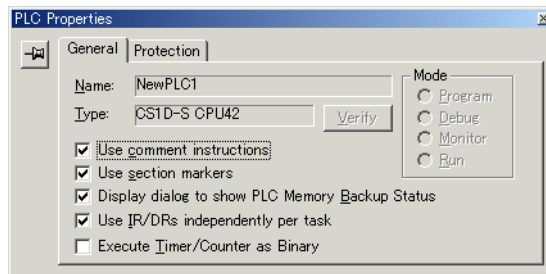 PLC Properties
General
Protection
Name: NewPLC1
Type: CS1D-S CPU42
Verify
Mode
Program
Debug
Monitor
Run
Use comment instructions
Use section markers
Display dialog to show PLC Memory Backup Status
Use IR/DRs independently per task
Execute Timer/Counter as Binary